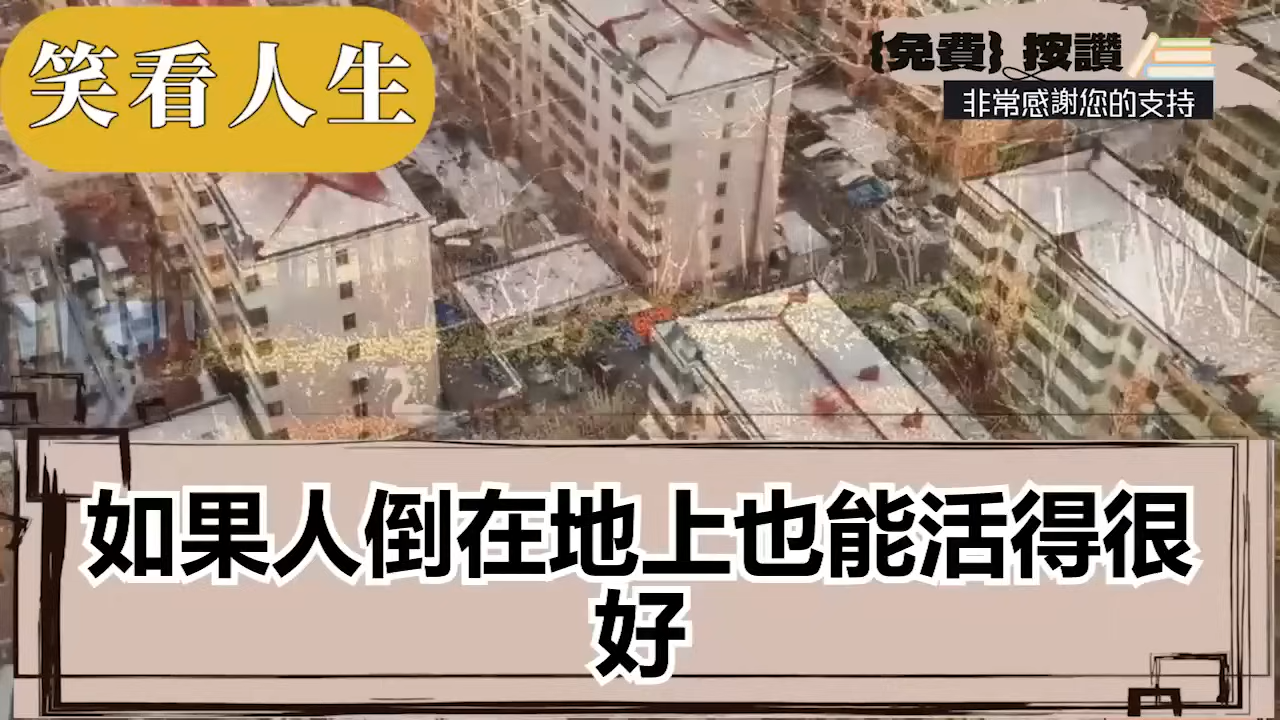 笑看人生
{免費} 按讚
非常感謝您的支持
如果人倒在地上也能活得很
好